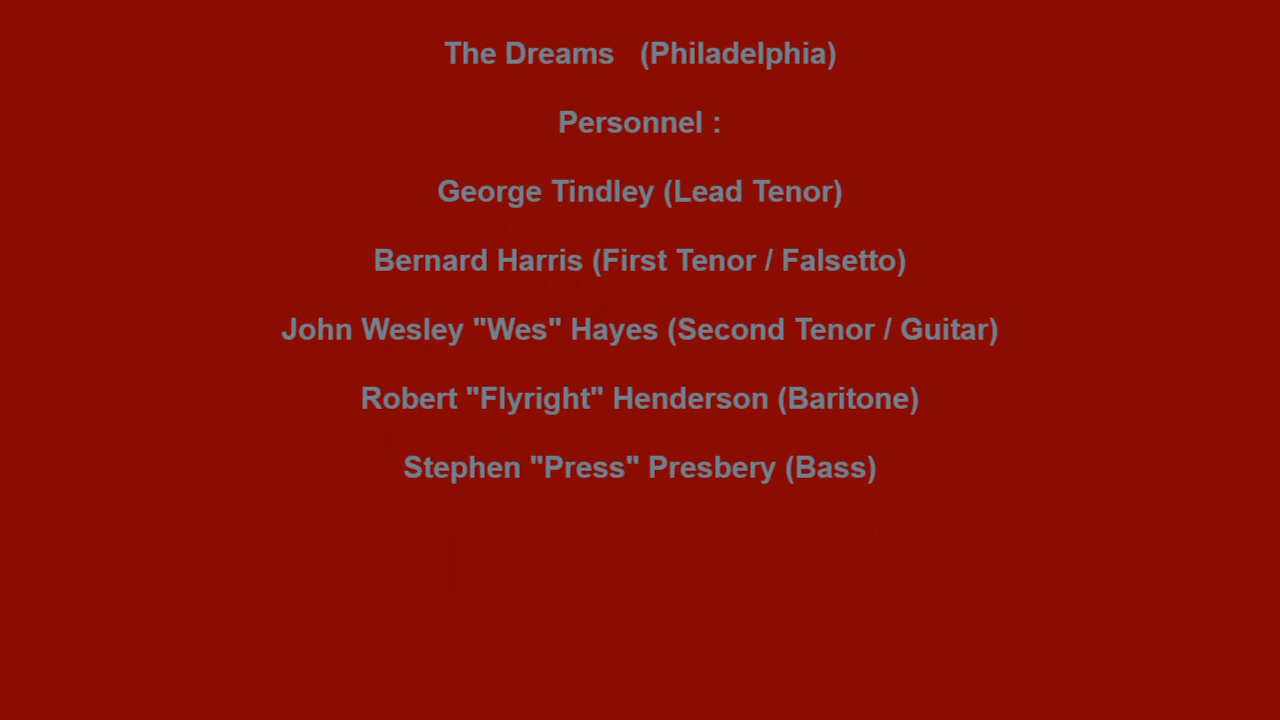 The Dreams   (Philadelphia)
Personnel :
George Tindley (Lead Tenor)
Bernard Harris (First Tenor / Falsetto)
John Wesley "Wes" Hayes (Second Tenor / Guitar)
Robert "Flyright" Henderson (Baritone)
Stephen "Press" Presbery (Bass)